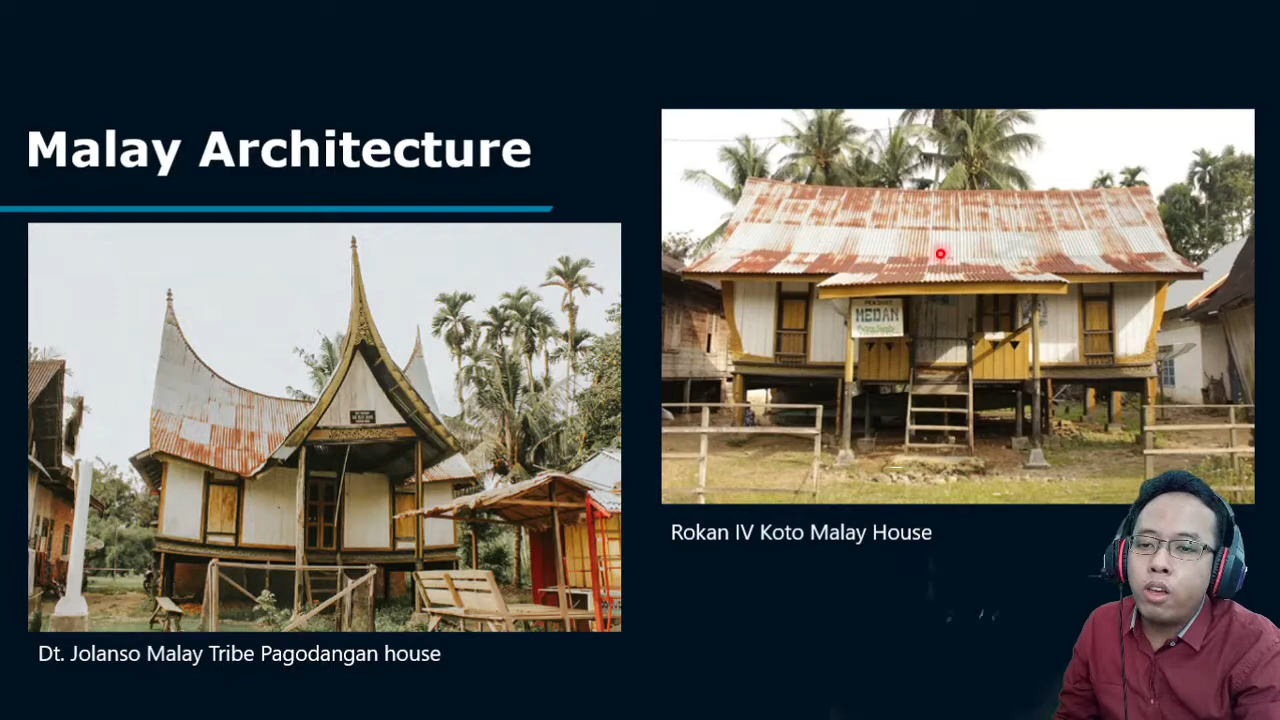 Malay Architecture
Dt. Jolanso Malay Tribe Pagodangan house
MEDAN
Rokan IV Koto Malay House